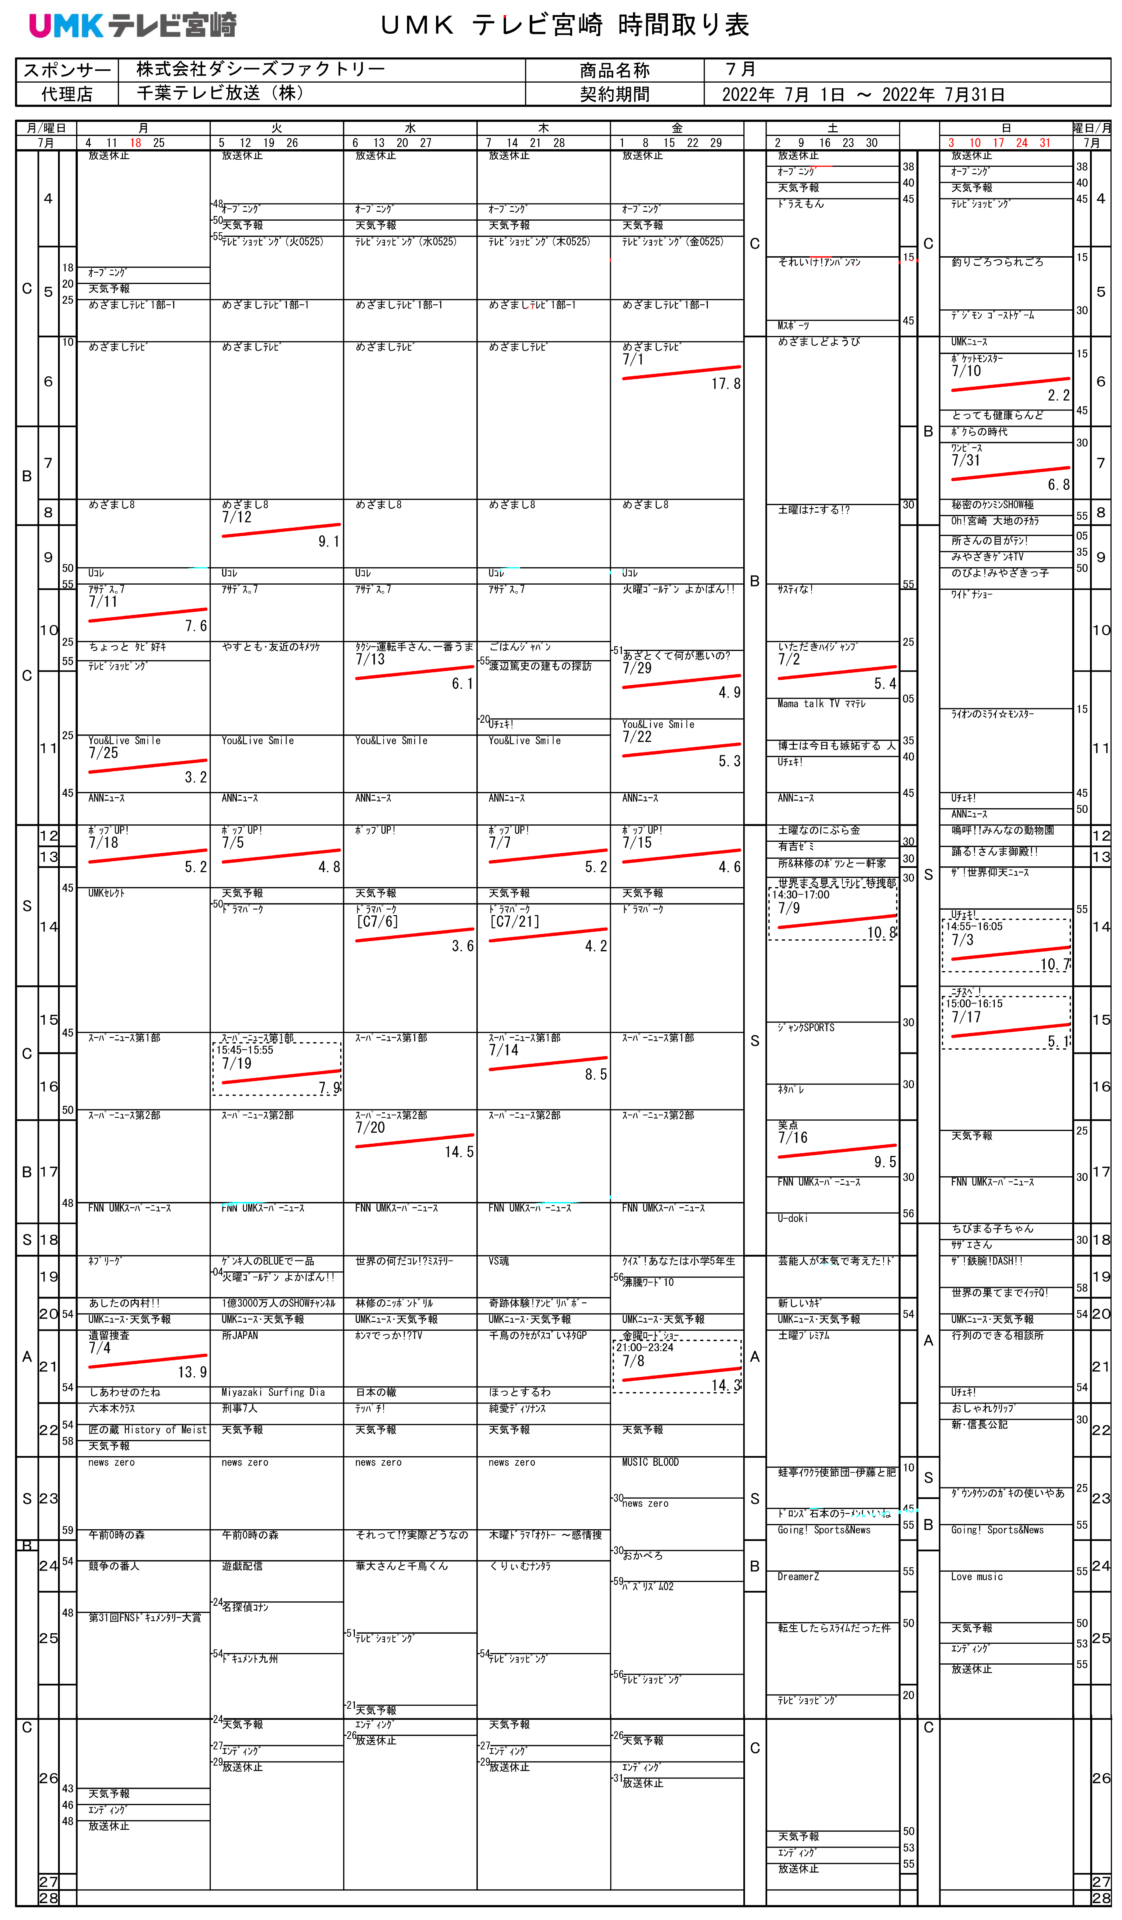 UMKテレビ宮崎
UMK テレビ宮崎 時間取り表
スポンサー 株式会社ダシーズファクトリー 商品名称 7月
代理店 千葉テレビ放送(株) 契約期間 2022年 7月 1日 ～ 2022年 7月31日
月/曜日 月 火 水 木 金 土 日 曜日/月
7月 4 11 18 25 5 12 19 26 6 13 20 27 7 14 21 28 1 8 15 22 29 2 9 16 23 30 3 10 17 24 31 7月
月
放送休止
18 ｵｰﾌﾟﾆﾝｸﾞ
20 天気予報
25 めざましﾃﾚﾋﾞ1部-1
10 めざましﾃﾚﾋﾞ
めざまし8
50 Uコレ
55 ｱｻﾃﾞｽ｡7
7/11
7.6
25 ちょっと ﾀﾋﾞ好ｷ
55 ﾃﾚﾋﾞｼｮｯﾋﾟﾝｸﾞ
25 You&Live Smile
7/25
3.2
45 ANNﾆｭｰｽ
ﾎﾟｯﾌﾟUP!
7/18
5.2
45 UMKｾﾚｸﾄ
45 ｽｰﾊﾟｰﾆｭｰｽ第1部
50 ｽｰﾊﾟｰﾆｭｰｽ第2部
48 FNN UMKｽｰﾊﾟｰﾆｭｰｽ
ﾈﾌﾟﾘｰｸﾞ
あしたの内村!!
54 UMKﾆｭｰｽ･天気予報
遺留捜査
7/4
13.9
54 しあわせのたね
六本木ｸﾗｽ
54 匠の蔵 History of Meist
58 天気予報
news zero
59 午前0時の森
54 競争の番人
48 第31回FNSﾄﾞｷｭﾒﾝﾀﾘｰ大賞
43 天気予報
46 ｴﾝﾃﾞｨﾝｸﾞ
48 放送休止
火
放送休止
48 ｵｰﾌﾟﾆﾝｸﾞ
50 天気予報
55 ﾃﾚﾋﾞｼｮｯﾋﾟﾝｸﾞ(火0525)
めざましﾃﾚﾋﾞ1部-1
めざましﾃﾚﾋﾞ
めざまし8
7/12
9.1
Uコレ
ｱｻﾃﾞｽ｡7
やすとも･友近のｷﾒﾂｹ
You&Live Smile
ANNﾆｭｰｽ
ﾎﾟｯﾌﾟUP!
7/5
4.8
天気予報
50 ﾄﾞﾗﾏﾊﾟｰｸ
ｽｰﾊﾟｰﾆｭｰｽ第1部
15:45-15:55
7/19
7.9
ｽｰﾊﾟｰﾆｭｰｽ第2部
FNN UMKｽｰﾊﾟｰﾆｭｰｽ
ｹﾞﾝｷ人のBLUEで一品
04 火曜ｺﾞｰﾙﾃﾞﾝ よかばん!!
1億3000万人のSHOWﾁｬﾝﾈﾙ
UMKﾆｭｰｽ･天気予報
所JAPAN
Miyazaki Surfing Dia
刑事7人
天気予報
news zero
午前0時の森
遊戯配信
24 名探偵ｺﾅﾝ
54 ﾄﾞｷｭﾒﾝﾄ九州
24 天気予報
27 ｴﾝﾃﾞｨﾝｸﾞ
29 放送休止
水
放送休止
ｵｰﾌﾟﾆﾝｸﾞ
天気予報
ﾃﾚﾋﾞｼｮｯﾋﾟﾝｸﾞ(水0525)
めざましﾃﾚﾋﾞ1部-1
めざましﾃﾚﾋﾞ
めざまし8
Uコレ
ｱｻﾃﾞｽ｡7
ﾀｸｼｰ運転手さん､一番うま
7/13
6.1
You&Live Smile
ANNﾆｭｰｽ
ﾎﾟｯﾌﾟUP!
天気予報
ﾄﾞﾗﾏﾊﾟｰｸ
[C7/6]
3.6
ｽｰﾊﾟｰﾆｭｰｽ第1部
ｽｰﾊﾟｰﾆｭｰｽ第2部
7/20
14.5
FNN UMKｽｰﾊﾟｰﾆｭｰｽ
世界の何だｺﾚ!?ﾐｽﾃﾘｰ
林修のﾆｯﾎﾟﾝﾄﾞﾘﾙ
UMKﾆｭｰｽ･天気予報
ﾎﾝﾏでっか!?TV
日本の轍
ﾃｯﾊﾟﾁ!
天気予報
news zero
それって!?実際どうなの
華大さんと千鳥くん
51 ﾃﾚﾋﾞｼｮｯﾋﾟﾝｸﾞ
21 天気予報
ｴﾝﾃﾞｨﾝｸﾞ
26 放送休止
木
放送休止
ｵｰﾌﾟﾆﾝｸﾞ
天気予報
ﾃﾚﾋﾞｼｮｯﾋﾟﾝｸﾞ(木0525)
めざましﾃﾚﾋﾞ1部-1
めざましﾃﾚﾋﾞ
めざまし8
Uコレ
ｱｻﾃﾞｽ｡7
ごはんｼﾞｬﾊﾟﾝ
55 渡辺篤史の建もの探訪
20 Uﾁｪｷ!
You&Live Smile
ANNﾆｭｰｽ
ﾎﾟｯﾌﾟUP!
7/7
5.2
天気予報
ﾄﾞﾗﾏﾊﾟｰｸ
[C7/21]
4.2
ｽｰﾊﾟｰﾆｭｰｽ第1部
7/14
8.5
ｽｰﾊﾟｰﾆｭｰｽ第2部
FNN UMKｽｰﾊﾟｰﾆｭｰｽ
VS魂
奇跡体験!ｱﾝﾋﾞﾘﾊﾞﾎﾞｰ
UMKﾆｭｰｽ･天気予報
千鳥のｸｾがｽｺﾞいﾈﾀGP
ほっとするわ
純愛ﾃﾞｨｿﾅﾝｽ
天気予報
news zero
木曜ﾄﾞﾗﾏ｢ｵｸﾄｰ ～感情捜
くりぃむﾅﾝﾀﾗ
54 ﾃﾚﾋﾞｼｮｯﾋﾟﾝｸﾞ
天気予報
27 ｴﾝﾃﾞｨﾝｸﾞ
29 放送休止
金
放送休止
ｵｰﾌﾟﾆﾝｸﾞ
天気予報
ﾃﾚﾋﾞｼｮｯﾋﾟﾝｸﾞ(金0525)
めざましﾃﾚﾋﾞ1部-1
めざましﾃﾚﾋﾞ
7/1
17.8
めざまし8
Uコレ
火曜ｺﾞｰﾙﾃﾞﾝ よかばん!!
51 あざとくて何が悪いの?
7/29
4.9
You&Live Smile
7/22
5.3
ANNﾆｭｰｽ
ﾎﾟｯﾌﾟUP!
7/15
4.6
天気予報
ﾄﾞﾗﾏﾊﾟｰｸ
ｽｰﾊﾟｰﾆｭｰｽ第1部
ｽｰﾊﾟｰﾆｭｰｽ第2部
FNN UMKｽｰﾊﾟｰﾆｭｰｽ
ｸｲｽﾞ!あなたは小学5年生
56 沸騰ﾜｰﾄﾞ10
UMKﾆｭｰｽ･天気予報
金曜ﾛｰﾄﾞｼｮｰ
21:00-23:24
7/8
14.3
天気予報
MUSIC BLOOD
30 news zero
30 おかべろ
59 ﾊﾞｽﾞﾘｽﾞﾑ02
56 ﾃﾚﾋﾞｼｮｯﾋﾟﾝｸﾞ
26 天気予報
ｴﾝﾃﾞｨﾝｸﾞ
31 放送休止
土
放送休止
ｵｰﾌﾟﾆﾝｸﾞ 38
天気予報 40
ﾄﾞﾗえもん 45
それいけ!ｱﾝﾊﾟﾝﾏﾝ 15
Mｽﾎﾟｰﾂ 45
めざましどようび
土曜はﾅﾆする!? 30
ｻｽﾃｨな! 55
いただきﾊｲｼﾞｬﾝﾌﾟ 25
7/2
5.4
Mama talk TV ﾏﾏﾃﾚ 05
博士は今日も嫉妬する 人 35
Uﾁｪｷ! 40
ANNﾆｭｰｽ 45
土曜なのにぶら金
有吉ｾﾞﾐ 30
所&林修のﾎﾟﾂﾝと一軒家 30
世界まる見え!ﾃﾚﾋﾞ特捜部 30
14:30-17:00
7/9
10.8
ｼﾞｬﾝｸSPORTS 30
ﾈﾀﾊﾞﾚ 30
笑点
7/16
9.5
FNN UMKｽｰﾊﾟｰﾆｭｰｽ 30
U-doki 56
芸能人が本気で考えた!ﾄﾞ
新しいｶｷﾞ
UMKﾆｭｰｽ･天気予報 54
土曜ﾌﾟﾚﾐｱﾑ
蛙亭ｲﾜｸﾗ使節団-伊藤と肥 10
ﾄﾞﾛﾝｽﾞ石本のﾗｰﾒﾝいいね 45
Going! Sports&News 55
DreamerZ 55
転生したらｽﾗｲﾑだった件 50
ﾃﾚﾋﾞｼｮｯﾋﾟﾝｸﾞ 20
天気予報 50
ｴﾝﾃﾞｨﾝｸﾞ 53
放送休止 55
日
放送休止
ｵｰﾌﾟﾆﾝｸﾞ 38
天気予報 40
ﾃﾚﾋﾞｼｮｯﾋﾟﾝｸﾞ 45
釣りごろつられごろ 15
ﾃﾞｼﾞﾓﾝ ｺﾞｰｽﾄｹﾞｰﾑ 30
UMKﾆｭｰｽ
ﾎﾟｹｯﾄﾓﾝｽﾀｰ 15
7/10
2.2
とっても健康らんど 45
ﾎﾞｸらの時代
ﾜﾝﾋﾟｰｽ 30
7/31
6.8
秘密のｹﾝﾐﾝSHOW極
Oh!宮崎 大地のﾁｶﾗ 55
所さんの目がﾃﾝ! 05
みやざきｹﾞﾝｷTV 35
のびよ!みやざきっ子 50
ﾜｲﾄﾞﾅｼｮｰ
ﾗｲｵﾝのﾐﾗｲ☆ﾓﾝｽﾀｰ 15
Uﾁｪｷ! 45
ANNﾆｭｰｽ 50
嗚呼!!みんなの動物園
踊る!さんま御殿!!
ｻﾞ!世界仰天ﾆｭｰｽ
Uﾁｪｷ! 55
14:55-16:05
7/3
10.7
ﾆﾁｽﾍﾟ!
15:00-16:15
7/17
5.1
天気予報 25
FNN UMKｽｰﾊﾟｰﾆｭｰｽ 30
ちびまる子ちゃん
ｻｻﾞｴさん 30
ｻﾞ!鉄腕!DASH!!
世界の果てまでｲｯﾃQ! 58
UMKﾆｭｰｽ･天気予報 54
行列のできる相談所
Uﾁｪｷ! 54
おしゃれｸﾘｯﾌﾟ
新･信長公記 30
ﾀﾞｳﾝﾀｳﾝのｶﾞｷの使いやあ 25
Going! Sports&News 55
Love music 55
天気予報 50
ｴﾝﾃﾞｨﾝｸﾞ 53
放送休止 55
C B C S C B S A S B C
4 5 6 7 8 9 10 11 12 13 14 15 16 17 18 19 20 21 22 23 24 25 26 27 28
C B S A S B C
C B S A S B C
4 5 6 7 8 9 10 11 12 13 14 15 16 17 18 19 20 21 22 23 24 25 26 27 28